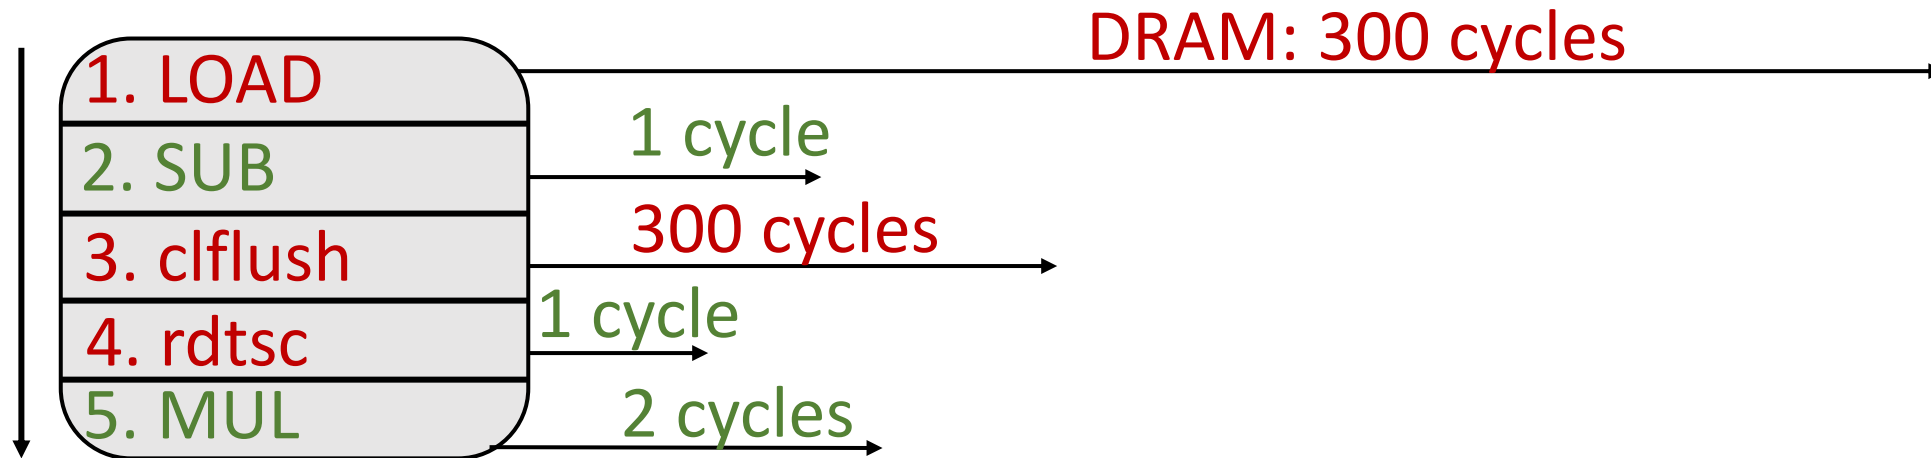 DRAM: 300 cycles
1. LOAD
1 cycle
2. SUB
300 cycles
3. clflush
1 cycle
4. rdtsc
2 cycles
5. MUL